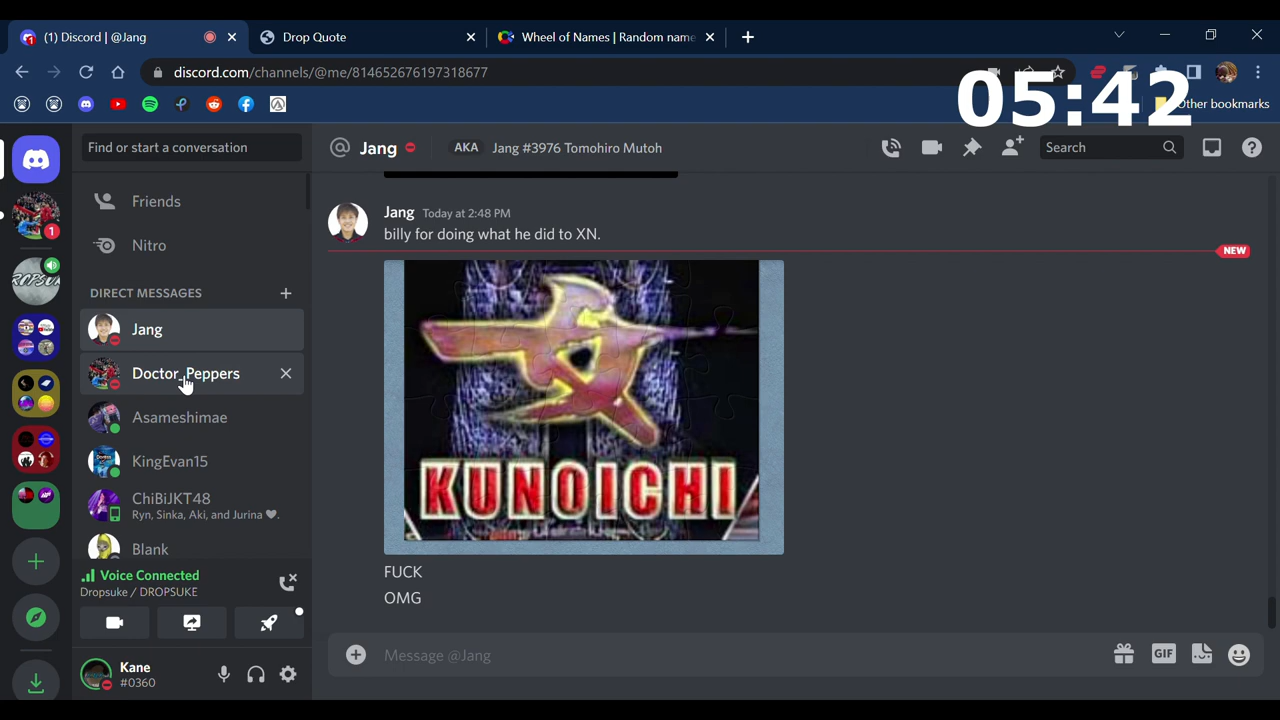 (1) Discord | @Jang
Drop Quote
Wheel of Names | Random name
discord.com/channels/@me/814652676197318677
05:42
Other bookmarks
Find or start a conversation
@ Jang
AKA Jang #3976 Tomohiro Mutoh
Search
Friends
Nitro
DIRECT MESSAGES
Jang
Doctor_Peppers
Asameshimae
KingEvan15
ChiBiJKT48
Ryn, Sinka, Aki, and Jurina 🖤.
Blank
Voice Connected
Dropsuke / DROPSUKE
Kane
#0360
Jang Today at 2:48 PM
billy for doing what he did to XN.
NEW
女
KUNOICHI
FUCK
OMG
Message @Jang
GIF